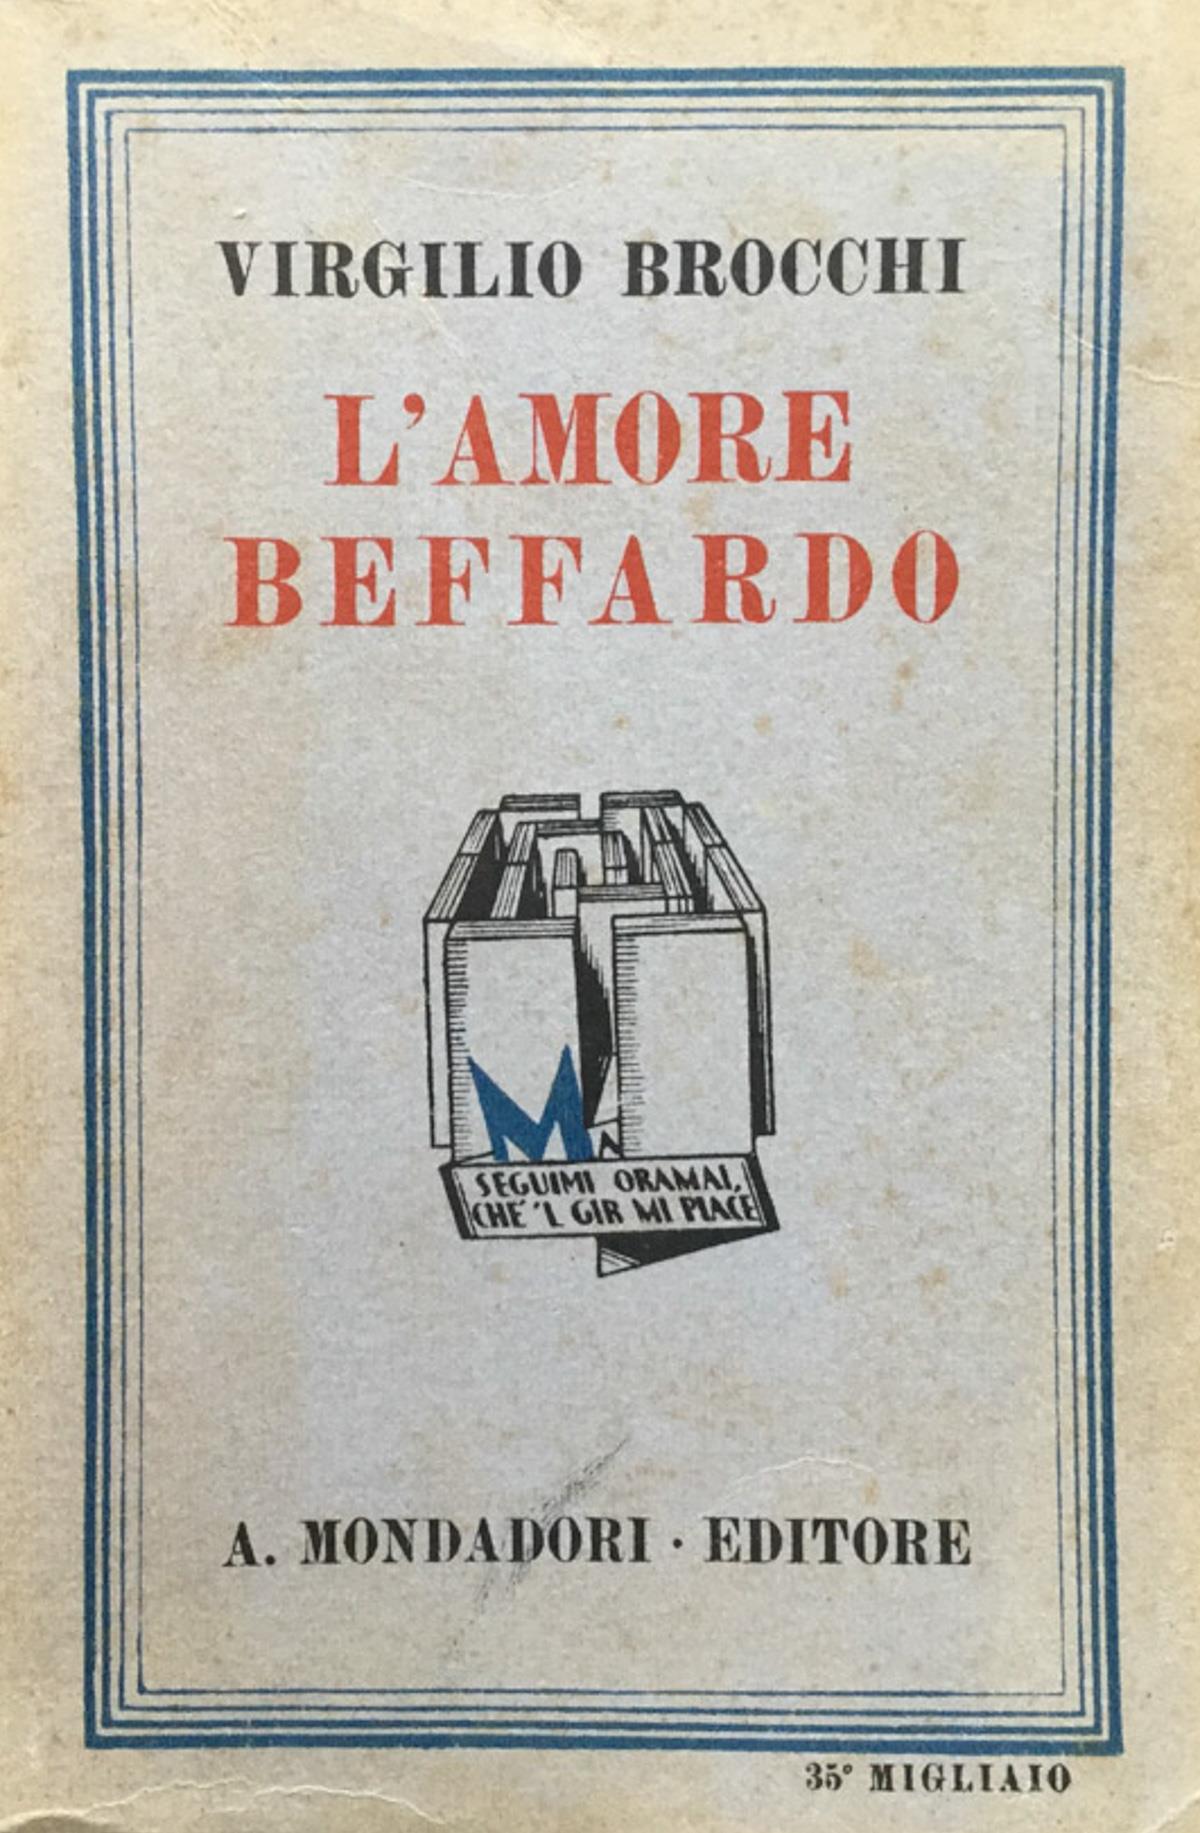 VIRGILIO BROCCHI
L'AMORE
BEFFARDO
M
SEGUIMI ORAMAI,
CHE' 'L GIR MI PIACE
A. MONDADORI · EDITORE
35° MIGLIAIO